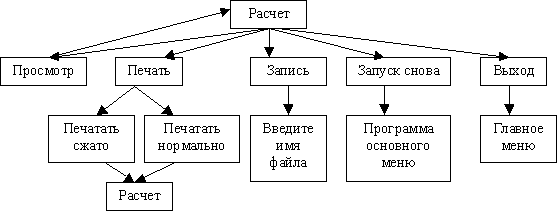 Расчет
Просмотр
Печать
Запись
Запуск снова
Выход
Печатать
сжато
Печатать
нормально
Введите
имя
файла
Программа
основного
меню
Главное
меню
Расчет